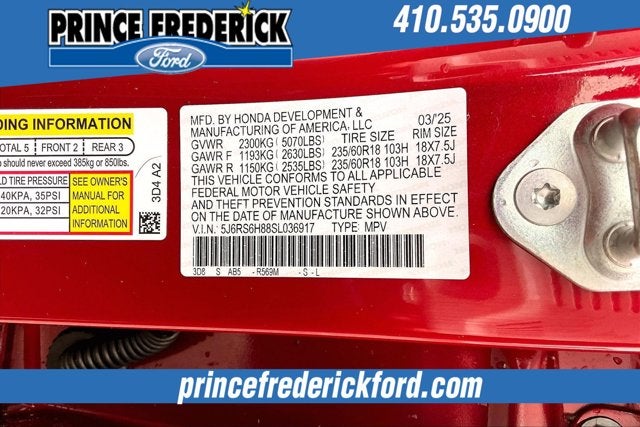 PRINCE FREDERICK
Ford
410.535.0900
DING INFORMATION
OTAL 5 FRONT 2 REAR 3
should never exceed 385kg or 850lbs.
TIRE PRESSURE
40KPA, 35PSI
20KPA, 32PSI
SEE OWNER'S
MANUAL FOR
ADDITIONAL
INFORMATION
3D4 A2
MFD. BY HONDA DEVELOPMENT &
MANUFACTURING OF AMERICA, LLC 03/'25
GVWR 2300KG (5070LBS) TIRE SIZE RIM SIZE
GAWR F 1193KG (2630LBS) 235/60R18 103H 18X7.5J
GAWR R 1150KG (2535LBS) 235/60R18 103H 18X7.5J
THIS VEHICLE CONFORMS TO ALL APPLICABLE
FEDERAL MOTOR VEHICLE SAFETY
AND THEFT PREVENTION STANDARDS IN EFFECT
ON THE DATE OF MANUFACTURE SHOWN ABOVE.
V.I.N.: 5J6RS6H88SL036917 TYPE: MPV
3D8 S AB5 - R569M - S - L
princefrederickford.com